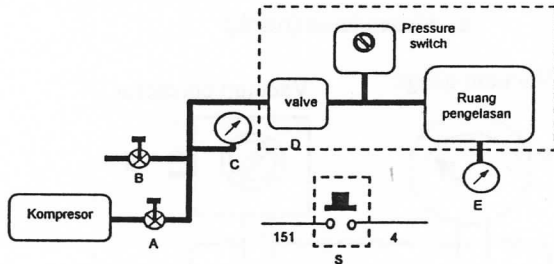 Pressure
switch
valve
Ruang
pengelasan
D
C
B
E
Kompresor
A
151
4
S